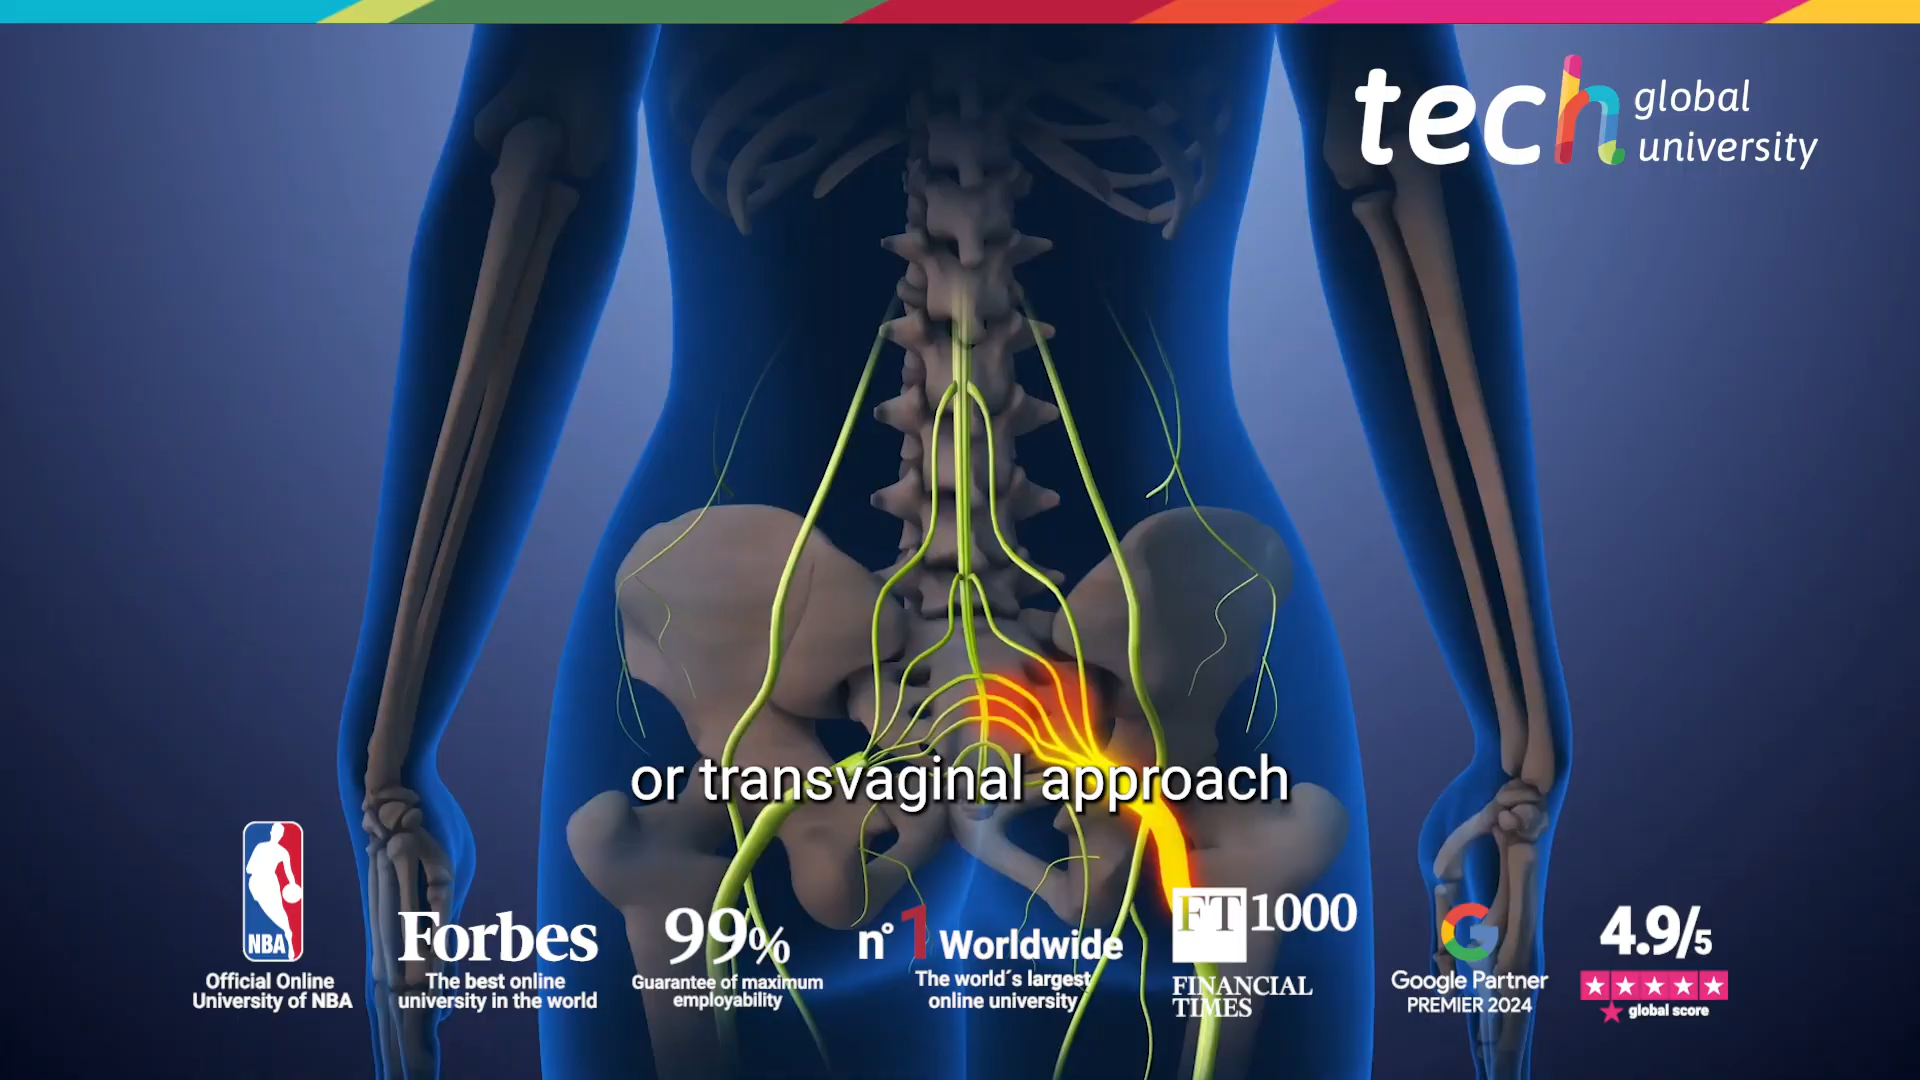 tech global university
or transvaginal approach
NBA
Official Online
University of NBA
Forbes
The best online
university in the world
99%
Guarantee of maximum
employability
n° 1 Worldwide
The world´s largest
online university
FT 1000
FINANCIAL
TIMES
Google Partner
PREMIER 2024
4.9/5
global score